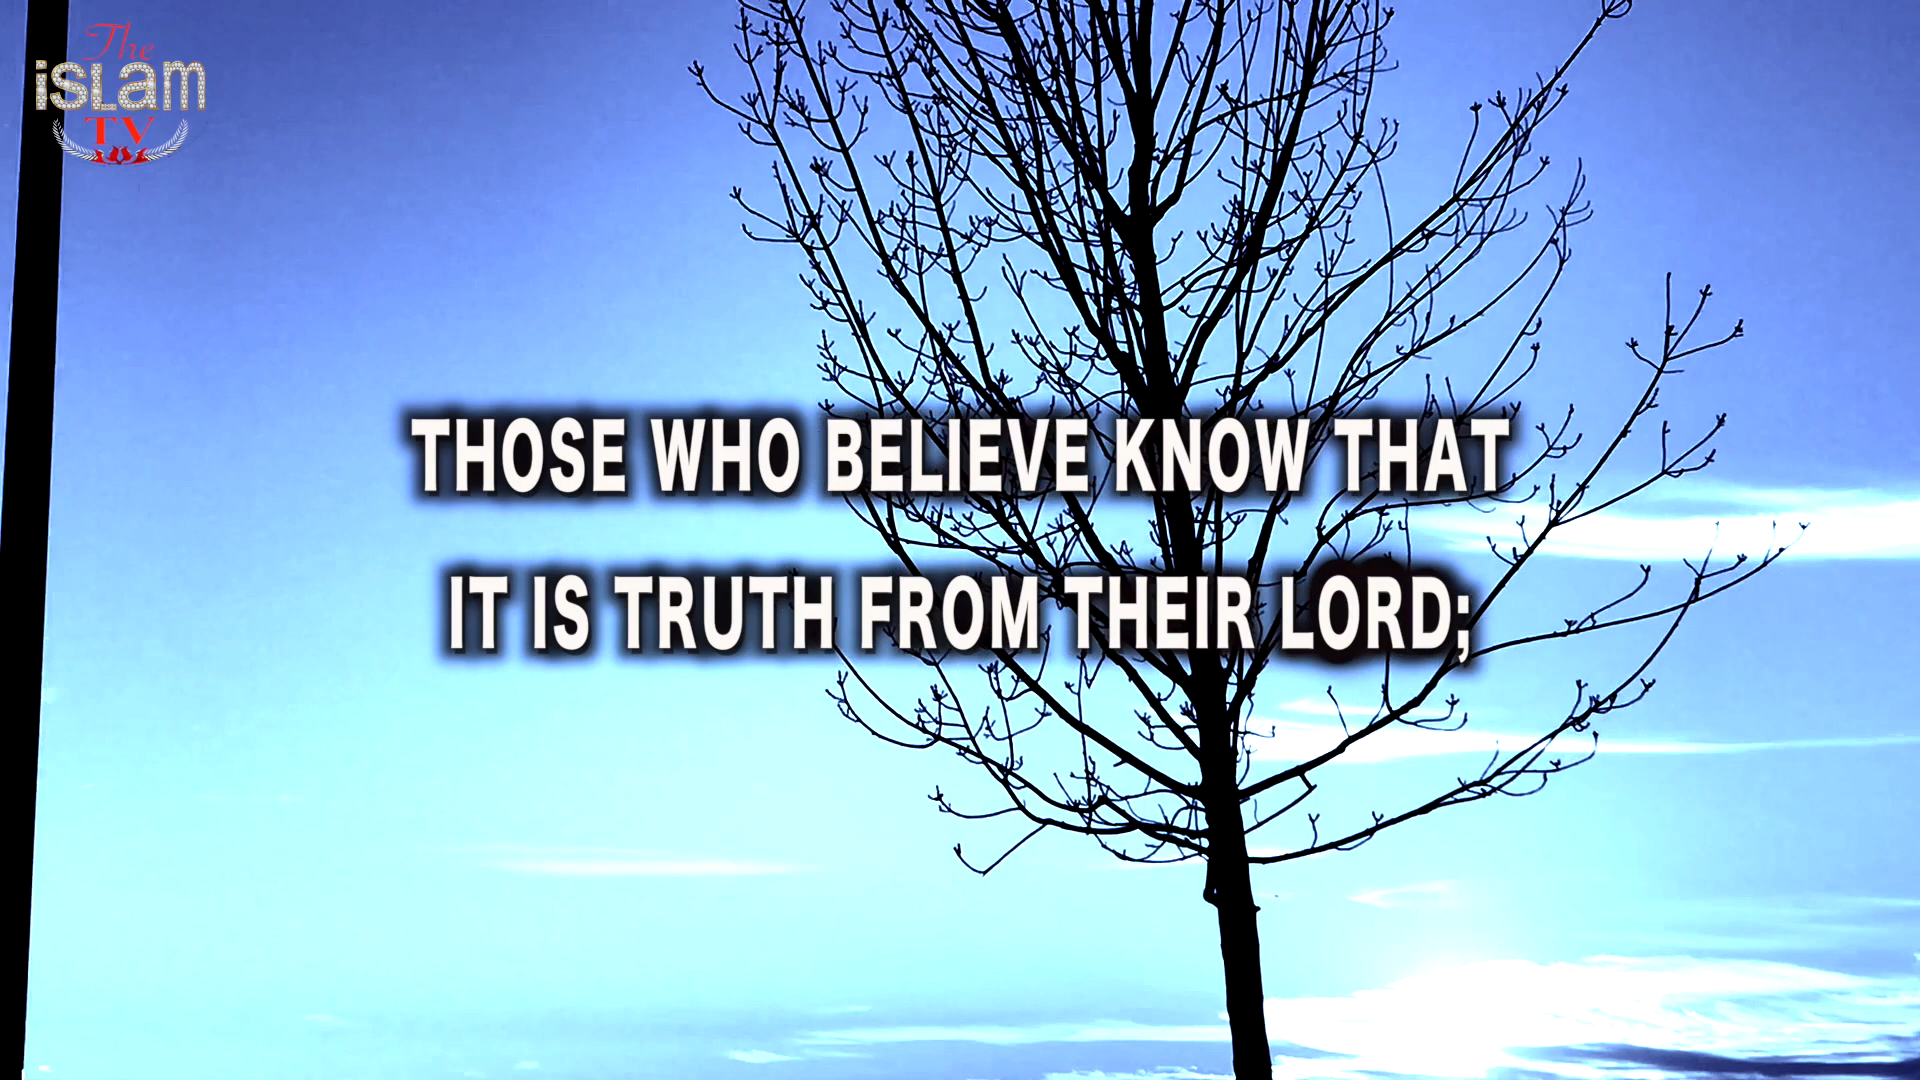 The
iSLam
TV
THOSE WHO BELIEVE KNOW THAT
IT IS TRUTH FROM THEIR LORD;